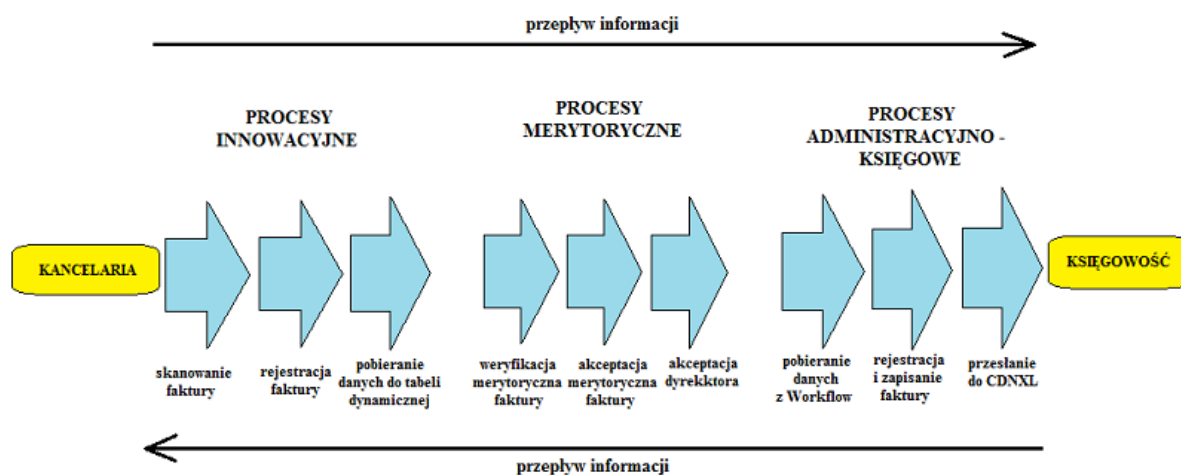 przepływ informacji
PROCESY
INNOWACYJNE
PROCESY
MERYTORYCZNE
PROCESY
ADMINISTRACYJNO -
KSIĘGOWE
KANCELARIA
KSIĘGOWOŚĆ
skanowanie
faktury
rejestracja
faktury
pobieranie
danych do tabeli
dynamicznej
weryfikacja
merytoryczna
faktury
akceptacja
merytoryczna
faktury
akceptacja
dyrekktora
pobieranie
danych
z Workflow
rejestracja
i zapisanie
faktury
przesłanie
do CDNXL
przepływ informacji